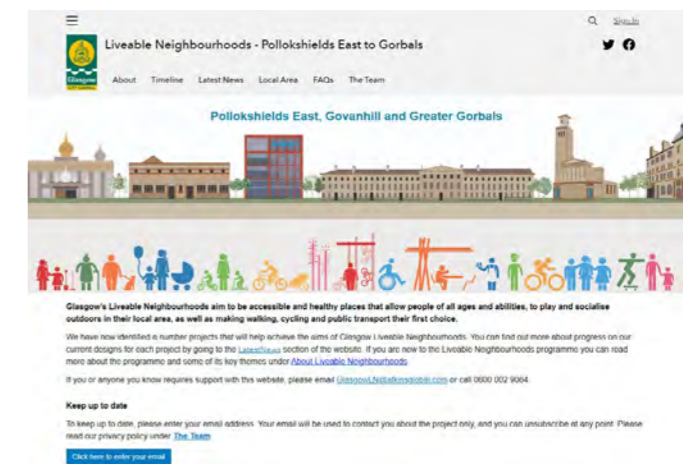 Sign In
Liveable Neighbourhoods - Pollokshields East to Gorbals
Glasgow
CITY COUNCIL
About Timeline Latest News Local Area FAQs The Team
Pollokshields East, Govanhill and Greater Gorbals
Glasgow's Liveable Neighbourhoods aim to be accessible and healthy places that allow people of all ages and abilities, to play and socialise
outdoors in their local area, as well as making walking, cycling and public transport their first choice.
We have now identified a number projects that will help achieve the aims of Glasgow Liveable Neighbourhoods. You can find out more about progress on our
current designs for each project by going to the Latest News section of the website. If you are new to the Liveable Neighbourhoods programme you can read
more about the programme and some of its key themes under About Liveable Neighbourhoods.
If you or anyone you know requires support with this website, please email GlasgowLN@atkinsglobal.com or call 0800 002 9064.
Keep up to date
To keep up to date, please enter your email address. Your email will be used to contact you about the project only, and you can unsubscribe at any point. Please
read our privacy policy under The Team
Click here to enter your email